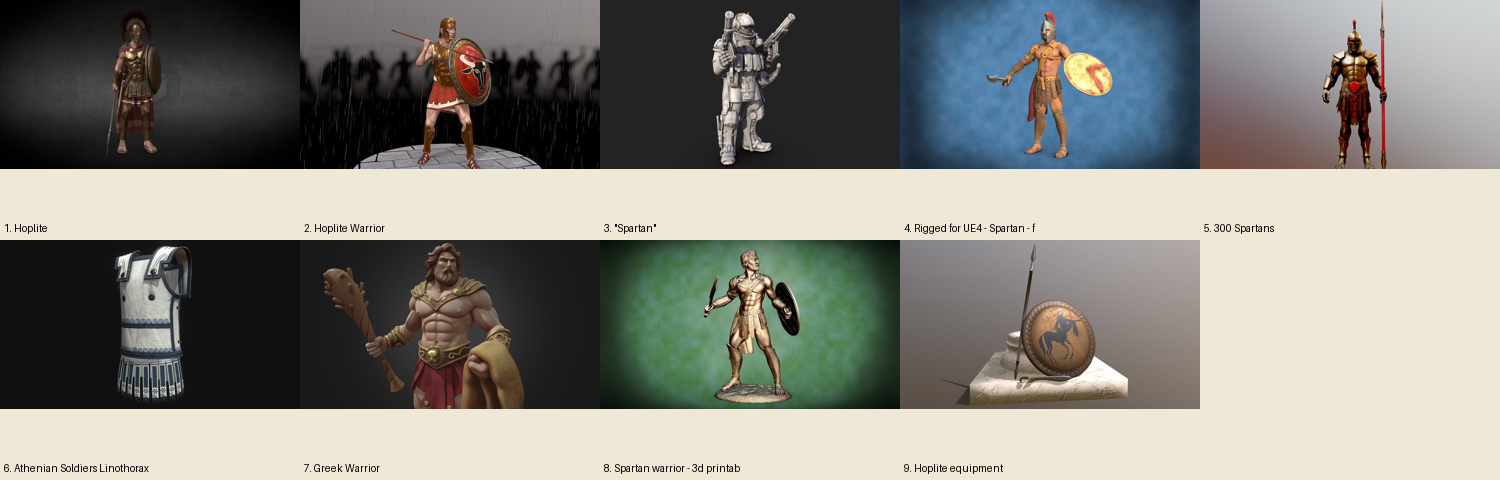 1. Hoplite
2. Hoplite Warrior
3. "Spartan"
4. Rigged for UE4 - Spartan - f
5. 300 Spartans
6. Athenian Soldiers Linothorax
7. Greek Warrior
8. Spartan warrior - 3d printab
9. Hoplite equipment